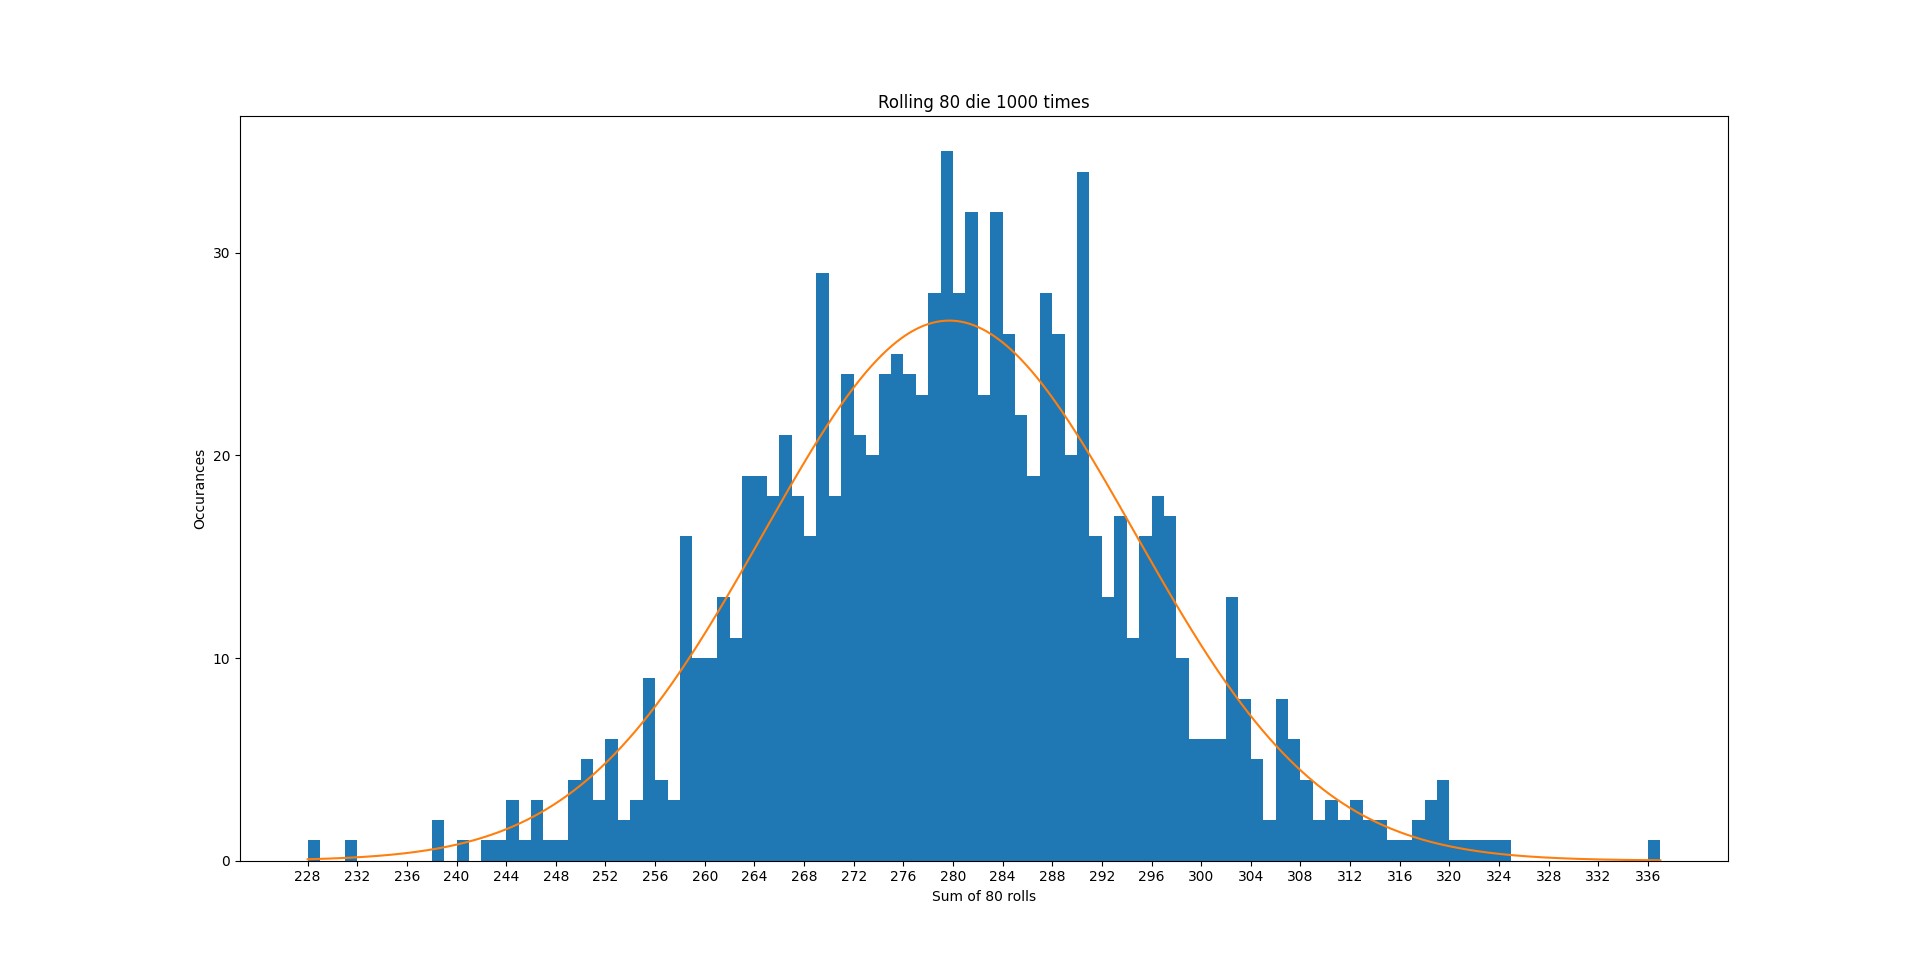 Rolling 80 die 1000 times
30
20
10
0
Occurances
228 232 236 240 244 248 252 256 260 264 268 272 276 280 284 288 292 296 300 304 308 312 316 320 324 328 332 336
Sum of 80 rolls